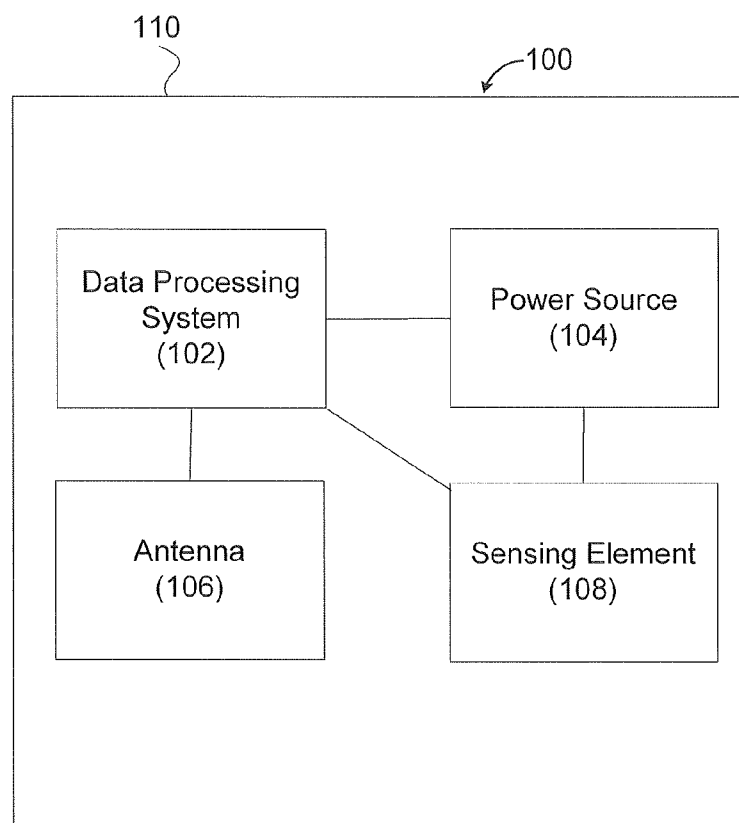 110
100
Data Processing
System
(102)
Power Source
(104)
Antenna
(106)
Sensing Element
(108)